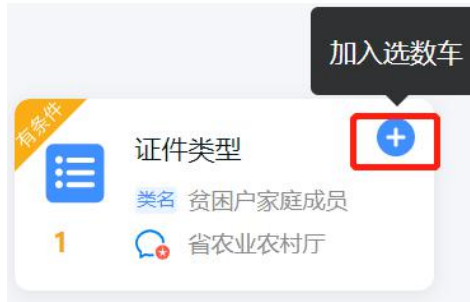 加入选数车
有条件
证件类型
类名 贫困户家庭成员
1 省农业农村厅